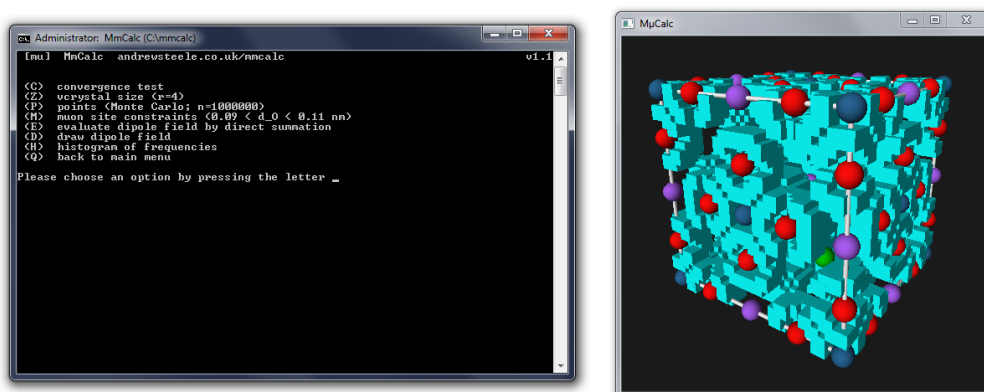 Administrator: MmCalc (C:\mmcalc)
[mu] MmCalc andrewsteele.co.uk/mmcalc v1.1
(C) convergence test
(Z) vcrystal size (r=4)
(P) points (Monte Carlo; n=1000000)
(M) muon site constraints (0.09 < d_O < 0.11 nm)
(E) evaluate dipole field by direct summation
(D) draw dipole field
(H) histogram of frequencies
(Q) back to main menu
Please choose an option by pressing the letter _
MµCalc